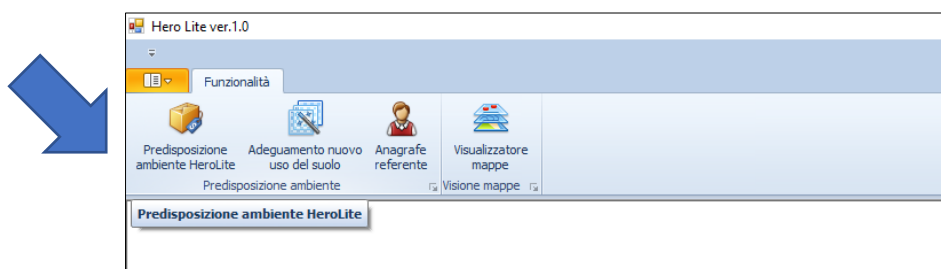 Hero Lite ver.1.0
Funzionalità
Predisposizione
ambiente HeroLite
Adeguamento nuovo
uso del suolo
Anagrafe
referente
Visualizzatore
mappe
Predisposizione ambiente
Visione mappe
Predisposizione ambiente HeroLite